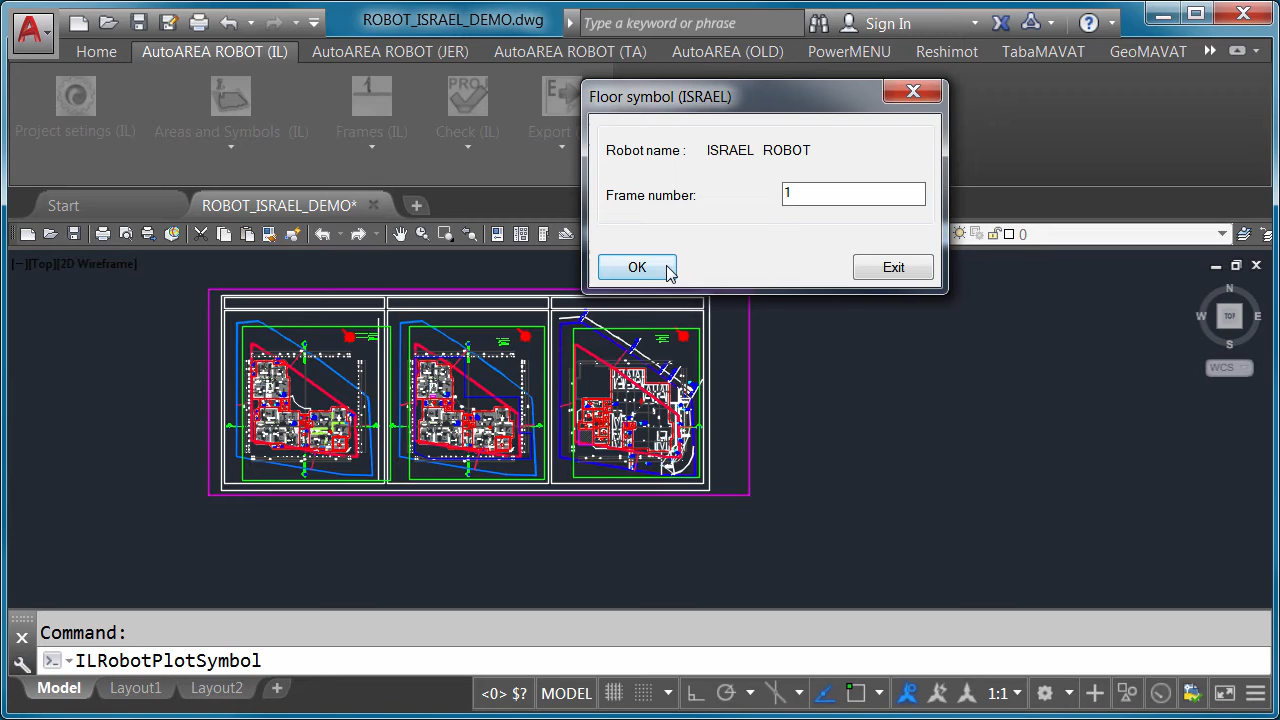 ROBOT_ISRAEL_DEMO.dwg
Type a keyword or phrase
Sign In
Home
AutoAREA ROBOT (IL)
AutoAREA ROBOT (JER)
AutoAREA ROBOT (TA)
AutoAREA (OLD)
PowerMENU
Reshimot
TabaMAVAT
GeoMAVAT
PROJ
Project setings (IL)
Areas and Symbols (IL)
Frames (IL)
Check (IL)
Export
Floor symbol (ISRAEL)
Robot name : ISRAEL ROBOT
Frame number: 1
OK
Exit
Start
ROBOT_ISRAEL_DEMO*
0
[−][Top][2D Wireframe]
N
W TOP E
S
WCS
Command:
ILRobotPlotSymbol
Model
Layout1
Layout2
<0> $?
MODEL
1:1